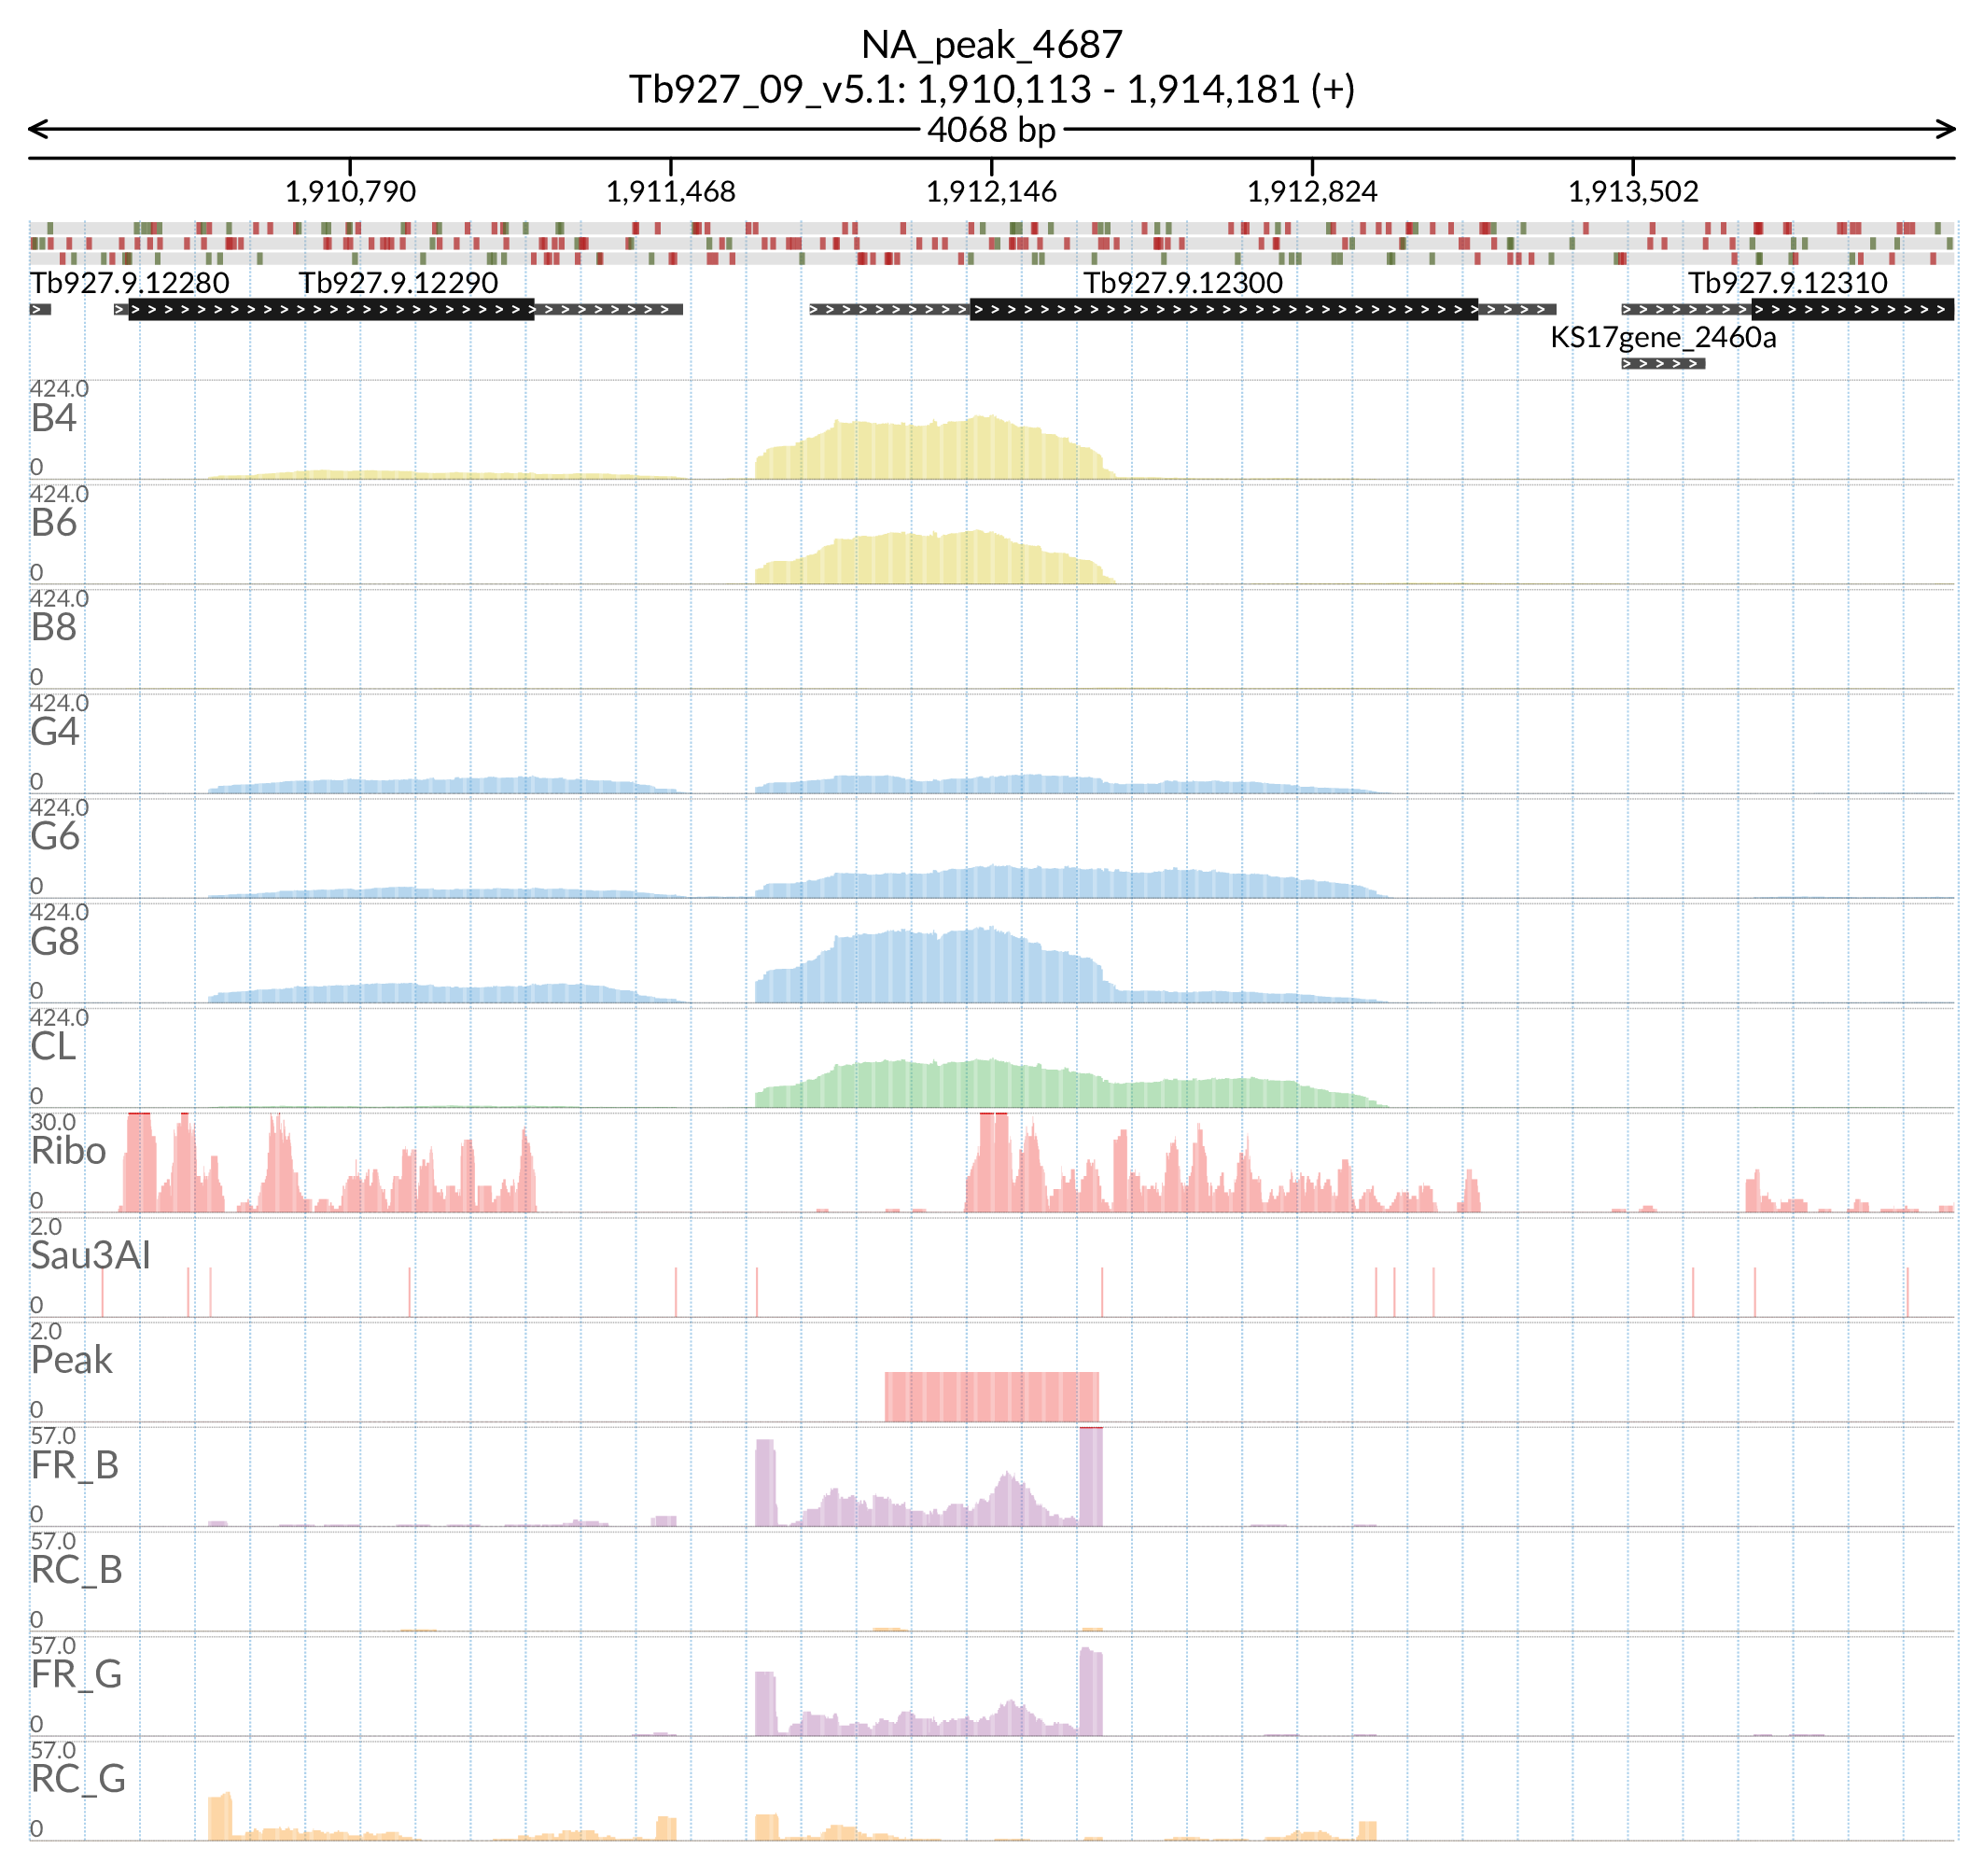 NA_peak_4687
Tb927_09_v5.1: 1,910,113 - 1,914,181 (+)
4068 bp
1,910,790 1,911,468 1,912,146 1,912,824 1,913,502
Tb927.9.12280 Tb927.9.12290 Tb927.9.12300 Tb927.9.12310
KS17gene_2460a
424.0
B4
0
424.0
B6
0
424.0
B8
0
424.0
G4
0
424.0
G6
0
424.0
G8
0
424.0
CL
0
30.0
Ribo
0
2.0
Sau3AI
0
2.0
Peak
0
57.0
FR_B
0
57.0
RC_B
0
57.0
FR_G
0
57.0
RC_G
0